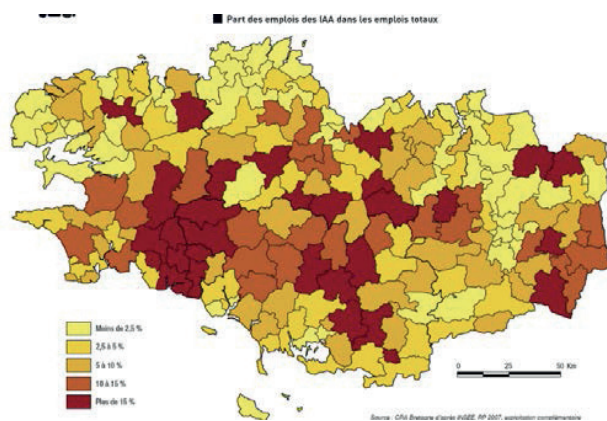 Part des emplois des IAA dans les emplois totaux
Moins de 2,5 %
2,5 à 5 %
5 à 10 %
10 à 15 %
Plus de 15 %
0 25 50 Km
Source : CRA Bretagne d'après INSEE, RP 2007, exploitation complémentaire